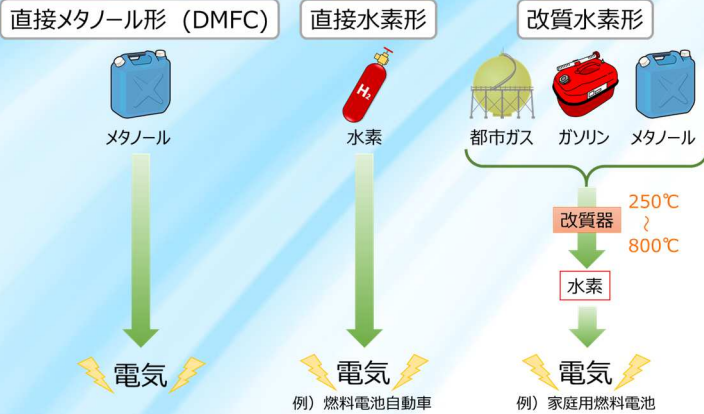 直接メタノール形 (DMFC)
メタノール
電気
直接水素形
H₂
水素
電気
例）燃料電池自動車
改質水素形
都市ガス
ガソリン
メタノール
改質器
250℃
～
800℃
水素
電気
例）家庭用燃料電池